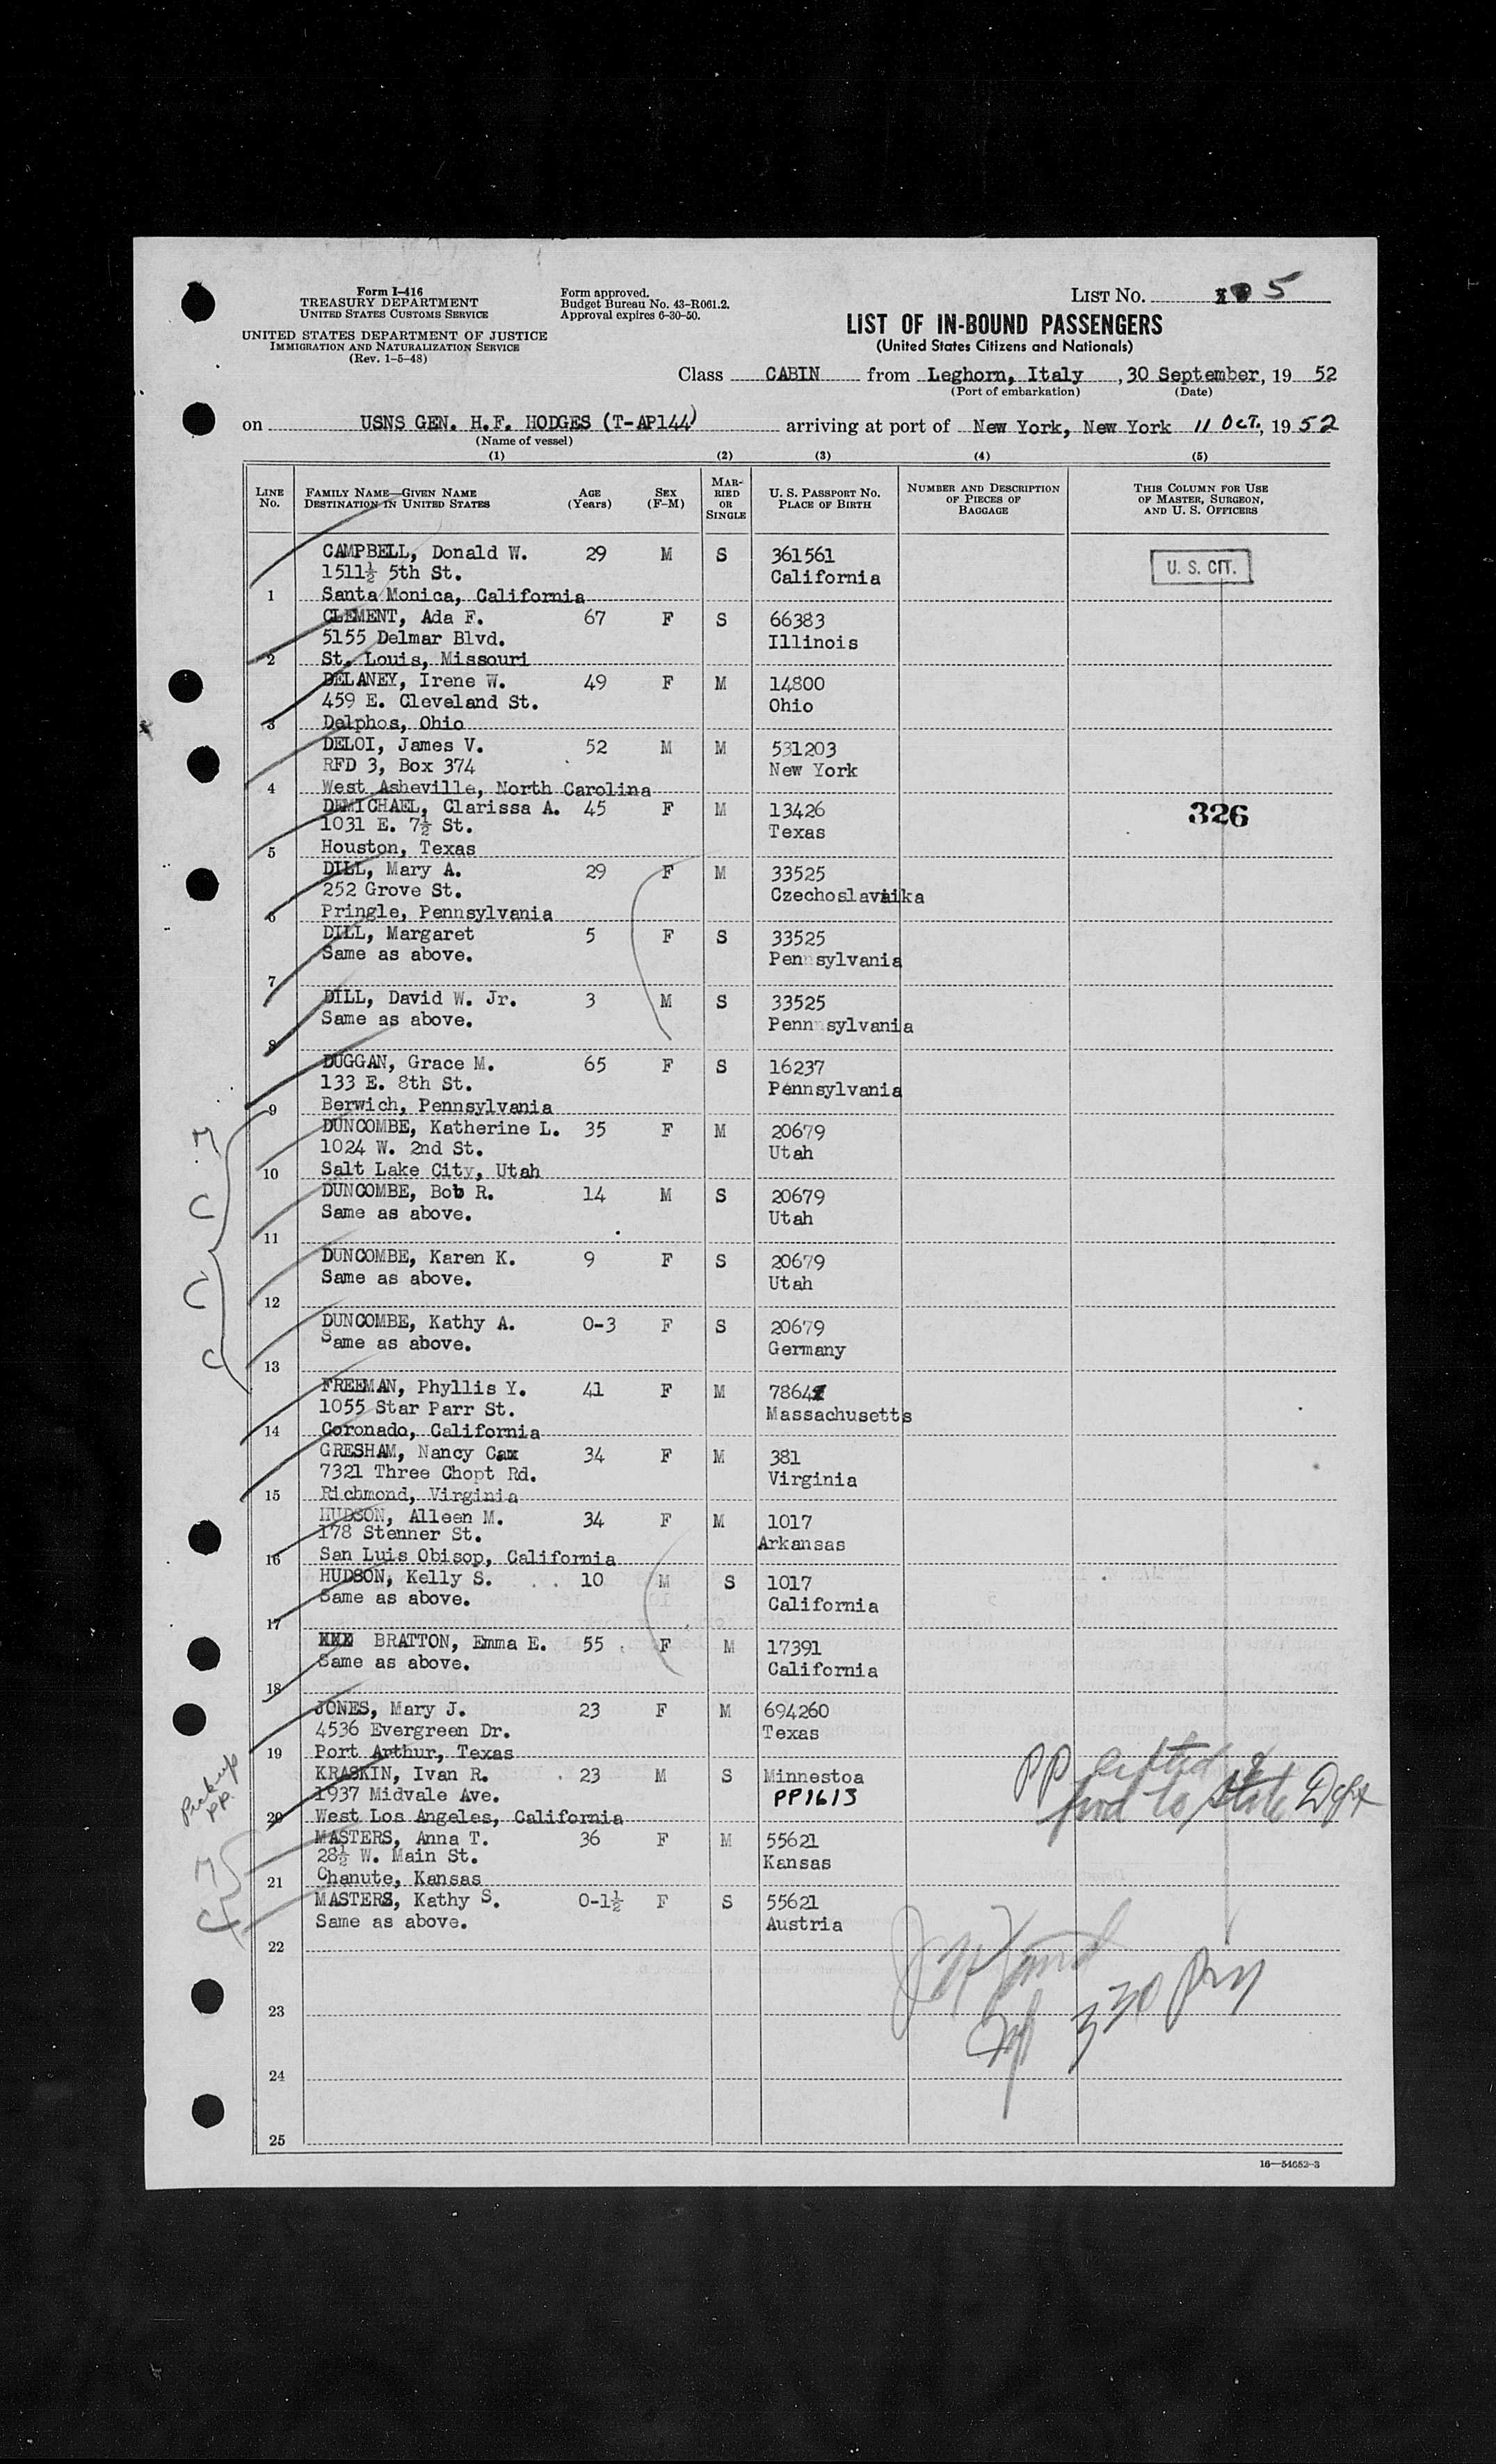 Form I-416
TREASURY DEPARTMENT
UNITED STATES CUSTOMS SERVICE
UNITED STATES DEPARTMENT OF JUSTICE
IMMIGRATION AND NATURALIZATION SERVICE
(Rev. 1-5-48)
Form approved.
Budget Bureau No. 43-R061.2.
Approval expires 6-30-50.
LIST NO. 5
LIST OF IN-BOUND PASSENGERS
(United States Citizens and Nationals)
Class CABIN from Leghorn, Italy, 30 September, 19 52
(Port of embarkation) (Date)
on USNS GEN. H.F. HODGES (T-AP144) arriving at port of New York, New York 11 OCT., 1952
(Name of vessel)
(1) (2) (3) (4) (5)
LINE No. FAMILY NAME—GIVEN NAME DESTINATION IN UNITED STATES AGE (Years) SEX (F-M) MARRIED OR SINGLE U. S. PASSPORT NO. PLACE OF BIRTH NUMBER AND DESCRIPTION OF PIECES OF BAGGAGE THIS COLUMN FOR USE OF MASTER, SURGEON, AND U. S. OFFICERS
CAMPBELL, Donald W. 29 M S 361561 U. S. CIT.
1511½ 5th St. California
1 Santa Monica, California
CLEMENT, Ada F. 67 F S 66383
5155 Delmar Blvd. Illinois
2 St. Louis, Missouri
DELANEY, Irene W. 49 F M 14800
459 E. Cleveland St. Ohio
3 Delphos, Ohio
DELOI, James V. 52 M M 531203
RFD 3, Box 374 New York
4 West Asheville, North Carolina
DEMICHAEL, Clarissa A. 45 F M 13426 326
1031 E. 7½ St. Texas
5 Houston, Texas
DILL, Mary A. 29 F M 33525
252 Grove St. Czechoslavaika
6 Pringle, Pennsylvania
DILL, Margaret 5 F S 33525
Same as above. Pennsylvania
7
DILL, David W. Jr. 3 M S 33525
Same as above. Pennsylvania
8
DUGGAN, Grace M. 65 F S 16237
133 E. 8th St. Pennsylvania
9 Berwich, Pennsylvania
M DUNCOMBE, Katherine L. 35 F M 20679
1024 W. 2nd St. Utah
10 Salt Lake City, Utah
C DUNCOMBE, Bob R. 14 M S 20679
Same as above. Utah
11
C DUNCOMBE, Karen K. 9 F S 20679
Same as above. Utah
12
C DUNCOMBE, Kathy A. 0-3 F S 20679
Same as above. Germany
13
FREEMAN, Phyllis Y. 41 F M 7864
1055 Star Parr St. Massachusetts
14 Coronado, California
GRESHAM, Nancy Cax 34 F M 381
7321 Three Chopt Rd. Virginia
15 Richmond, Virginia
HUDSON, Alleen M. 34 F M 1017
178 Stenner St. Arkansas
16 San Luis Obisop, California
HUDSON, Kelly S. 10 M S 1017
Same as above. California
17
BRATTON, Emma E. 55 F M 17391
Same as above. California
18
JONES, Mary J. 23 F M 694260
4536 Evergreen Dr. Texas
19 Port Arthur, Texas
Pickup PP. KRASKIN, Ivan R. 23 M S Minnestoa PP lifted &
1937 Midvale Ave. PP1613 fwd to State Dept
20 West Los Angeles, California
M MASTERS, Anna T. 36 F M 55621
28½ W. Main St. Kansas
21 Chanute, Kansas
C MASTERS, Kathy S. 0-1½ F S 55621
Same as above. Austria
22
330 PM
23
24
25
16—54652-3